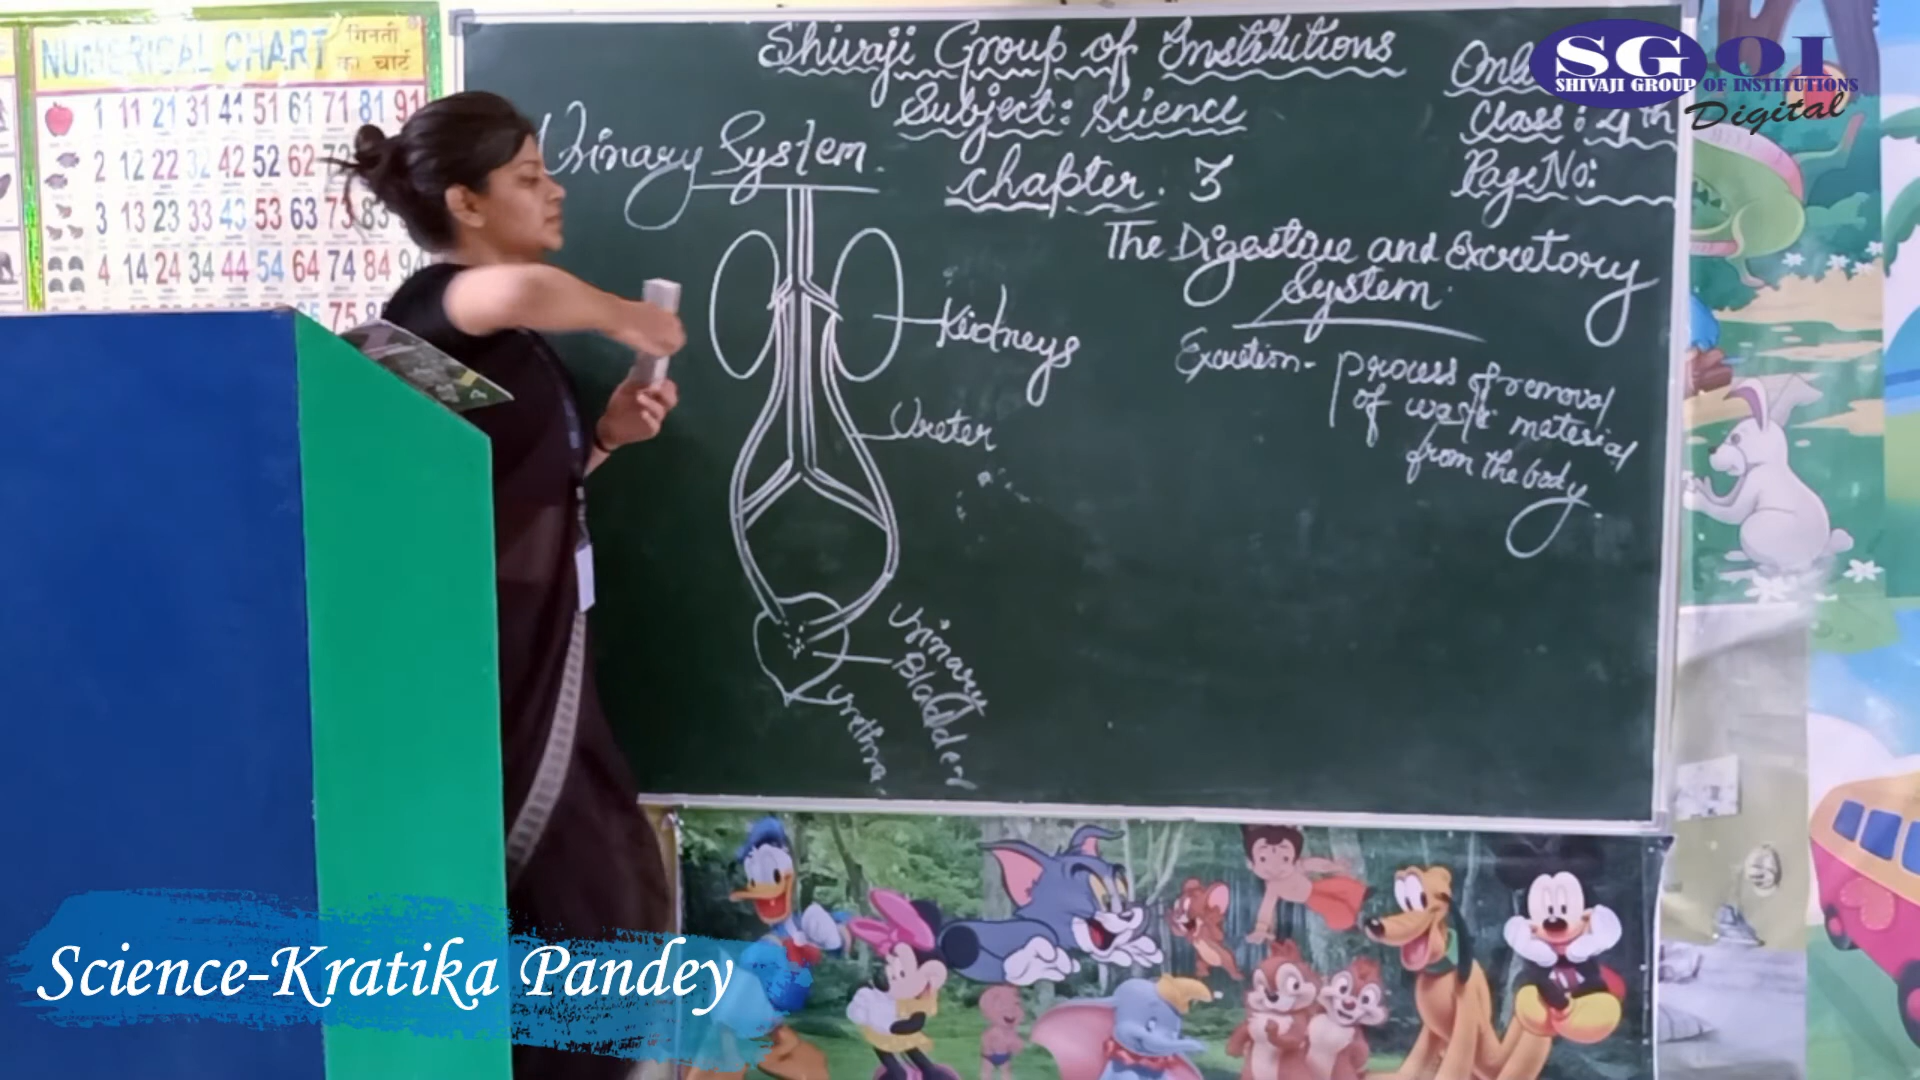 NUMERICAL CHART गिनती
का चार्ट
1 11 21 31 41 51 61 71 81 91
2 12 22 32 42 52 62
3 13 23 33 43 53 63 73 83
4 14 24 34 44 54 64 74 84 94
75
Shivaji Group of Institutions
Subject: Science
Chapter. 3
Class: 4th
Page No:
SGOI
SHIVAJI GROUP OF INSTITUTIONS
Digital
Urinary System
The Digestive and Excretory
System
Excretion- Process of removal
of waste material
from the body
Kidneys
Ureter
Urinary
Bladder
Urethra
Science-Kratika Pandey